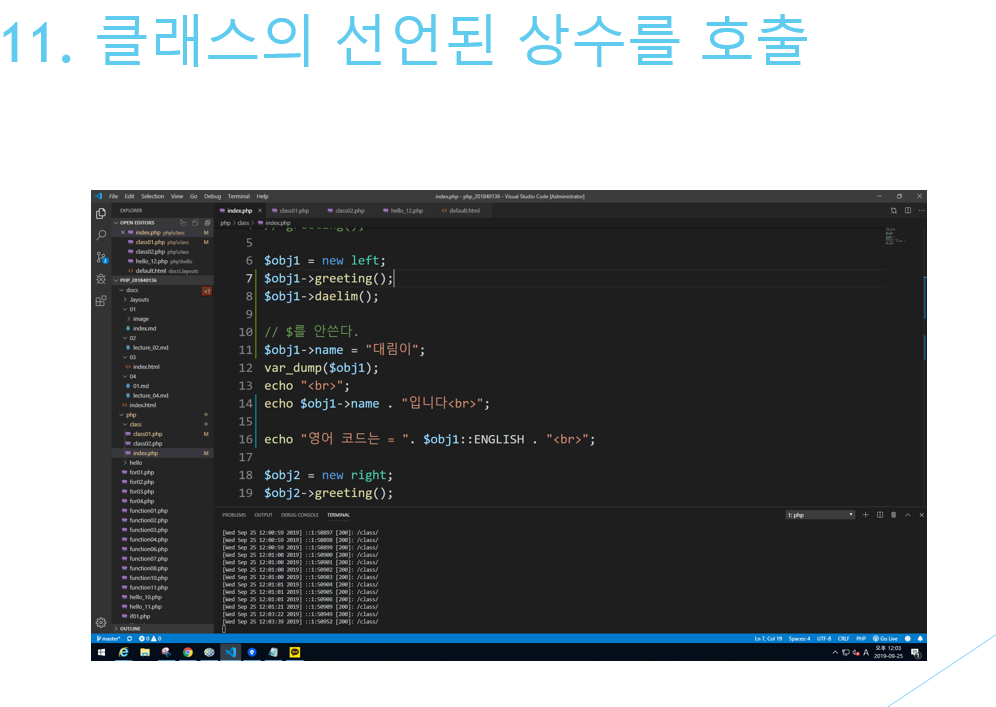 11. 클래스의 선언된 상수를 호출
File Edit Selection View Go Debug Terminal Help
index.php - php_201840136 - Visual Studio Code [Administrator]
EXPLORER
OPEN EDITORS
index.php php\class M
class01.php php\class M
class02.php php\class
hello_12.php php\hello
default.html docs\Jayouts
PHP_201840136
docs
Jayouts
01
image
index.md
02
lecture_02.md
03
index.html
04
01.md
lecture_04.md
index.html
php
class
class01.php M
class02.php
index.php M
hello
for01.php
for02.php
for03.php
for04.php
function01.php
function02.php
function03.php
function04.php
function06.php
function07.php
function08.php
function10.php
function11.php
hello_10.php
hello_11.php
if01.php
OUTLINE
index.php class01.php class02.php hello_12.php default.html
php > class > index.php
5
6 $obj1 = new left;
7 $obj1->greeting();
8 $obj1->daelim();
9
10 // $를 안쓴다.
11 $obj1->name = "대림이";
12 var_dump($obj1);
13 echo "<br>";
14 echo $obj1->name . "입니다<br>";
15
16 echo "영어 코드는 = ". $obj1::ENGLISH . "<br>";
17
18 $obj2 = new right;
19 $obj2->greeting();
PROBLEMS OUTPUT DEBUG CONSOLE TERMINAL
1: php
[Wed Sep 25 12:00:59 2019] ::1:50897 [200]: /class/
[Wed Sep 25 12:00:59 2019] ::1:50898 [200]: /class/
[Wed Sep 25 12:00:59 2019] ::1:50899 [200]: /class/
[Wed Sep 25 12:01:00 2019] ::1:50900 [200]: /class/
[Wed Sep 25 12:01:00 2019] ::1:50901 [200]: /class/
[Wed Sep 25 12:01:00 2019] ::1:50902 [200]: /class/
[Wed Sep 25 12:01:00 2019] ::1:50903 [200]: /class/
[Wed Sep 25 12:01:01 2019] ::1:50904 [200]: /class/
[Wed Sep 25 12:01:01 2019] ::1:50905 [200]: /class/
[Wed Sep 25 12:01:01 2019] ::1:50906 [200]: /class/
[Wed Sep 25 12:01:21 2019] ::1:50909 [200]: /class/
[Wed Sep 25 12:03:22 2019] ::1:50949 [200]: /class/
[Wed Sep 25 12:03:39 2019] ::1:50952 [200]: /class/
master* 0 0
Ln 7, Col 19 Spaces: 4 UTF-8 CRLF PHP Go Live
A
오후 12:03
2019-09-25